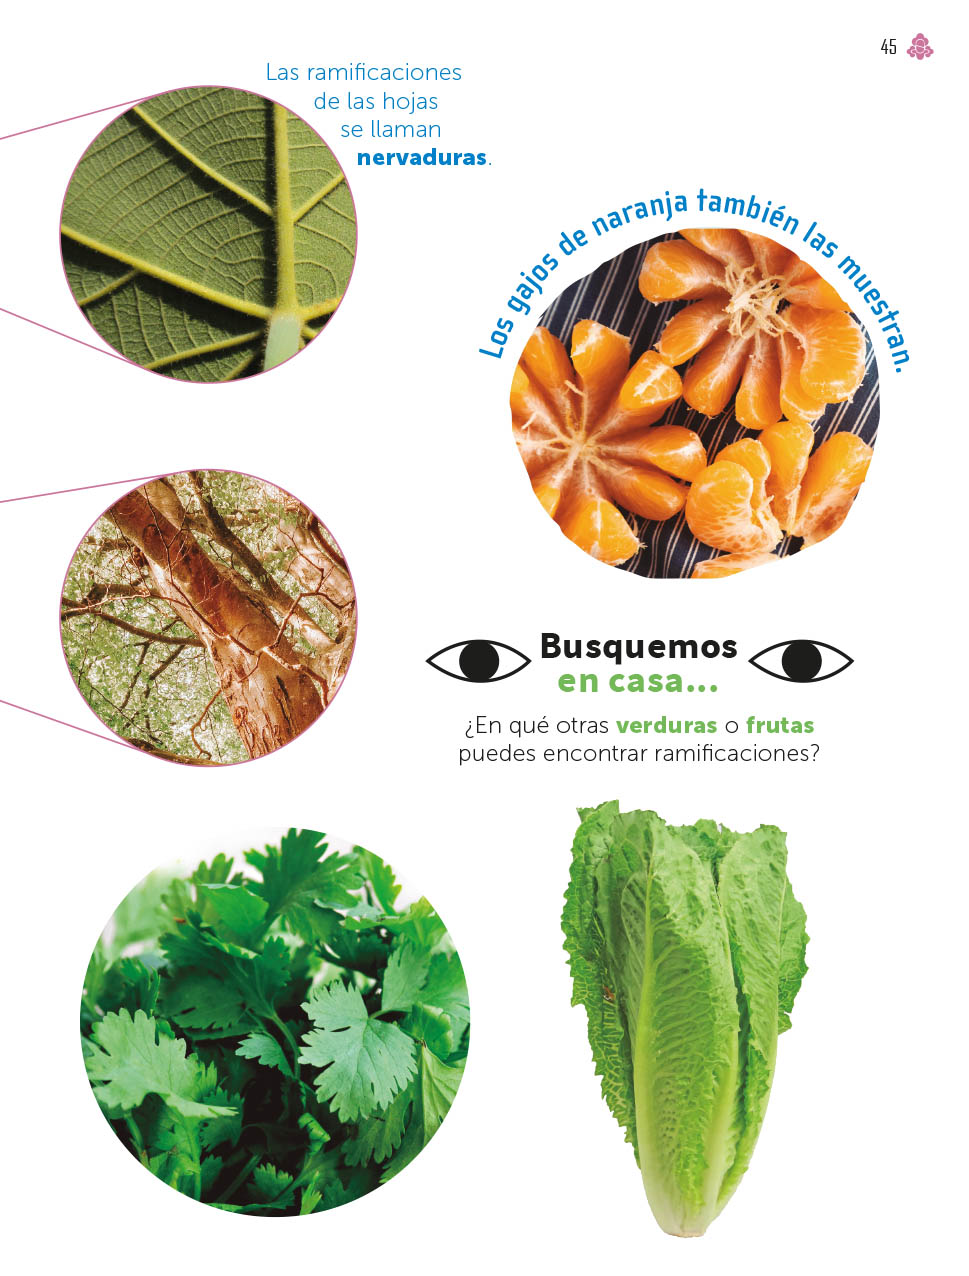 45
Las ramificaciones
de las hojas
se llaman
nervaduras.
Los gajos de naranja también las muestran.
Busquemos
en casa...
¿En qué otras verduras o frutas
puedes encontrar ramificaciones?